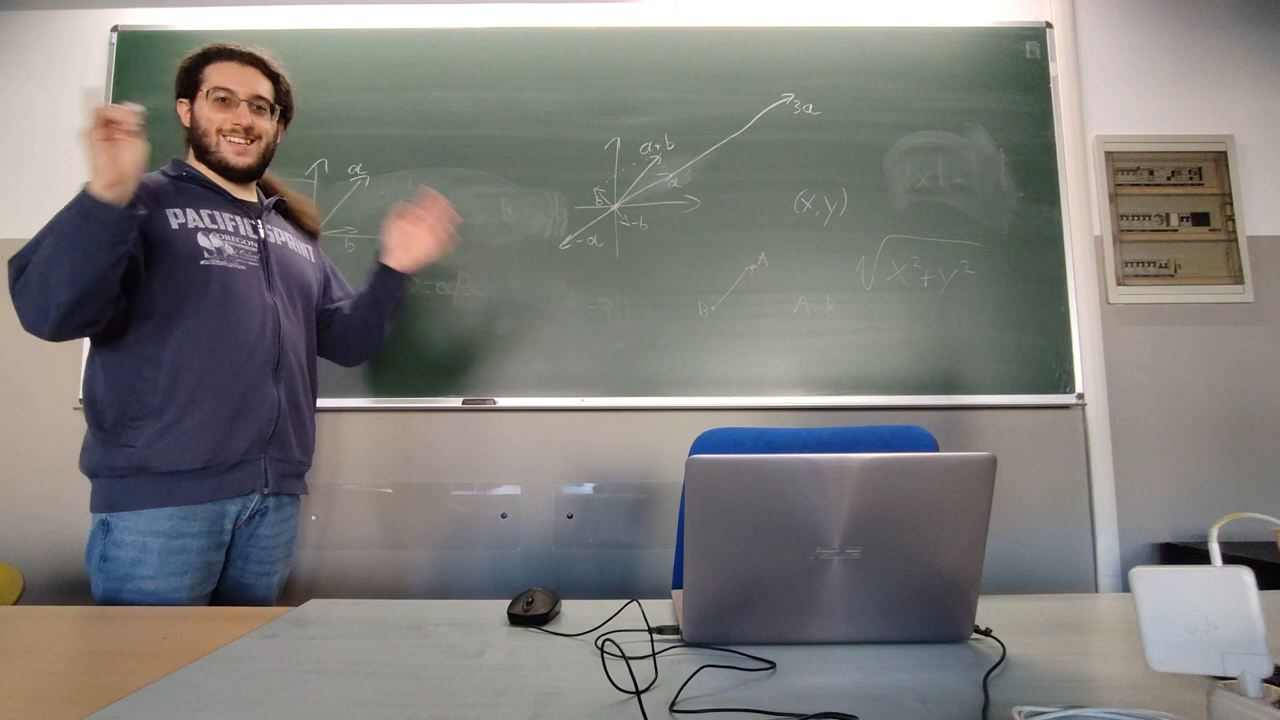 PACIFIC SPRINT
OREGON
a
b
3a
a+b
a
b
-b
-a
(x,y)
A
B
√x²+y²
ASUS